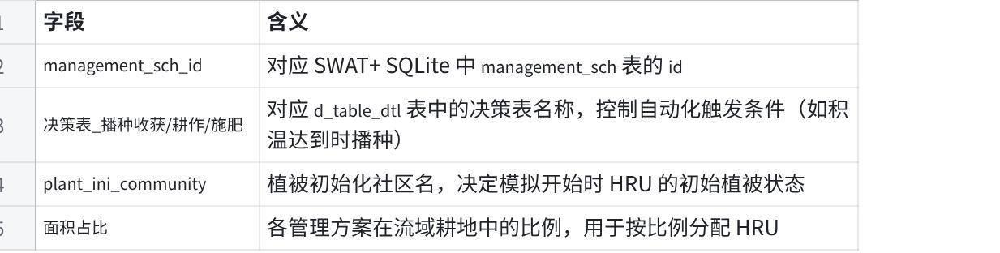 1 字段 含义
2 management_sch_id 对应 SWAT+ SQLite 中 management_sch 表的 id
3 决策表_播种收获/耕作/施肥 对应 d_table_dtl 表中的决策表名称，控制自动化触发条件（如积
温达到时播种）
4 plant_ini_community 植被初始化社区名，决定模拟开始时 HRU 的初始植被状态
5 面积占比 各管理方案在流域耕地中的比例，用于按比例分配 HRU